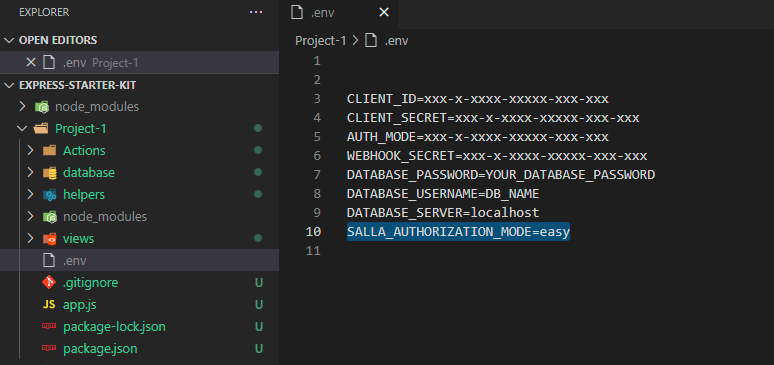 EXPLORER
···
OPEN EDITORS
.env Project-1
EXPRESS-STARTER-KIT
node_modules
Project-1
Actions
database
helpers
node_modules
views
.env
.gitignore U
JS app.js U
package-lock.json U
package.json U
.env
Project-1 > .env
1
2
3 CLIENT_ID=xxx-x-xxxx-xxxxx-xxx-xxx
4 CLIENT_SECRET=xxx-x-xxxx-xxxxx-xxx-xxx
5 AUTH_MODE=xxx-x-xxxx-xxxxx-xxx-xxx
6 WEBHOOK_SECRET=xxx-x-xxxx-xxxxx-xxx-xxx
7 DATABASE_PASSWORD=YOUR_DATABASE_PASSWORD
8 DATABASE_USERNAME=DB_NAME
9 DATABASE_SERVER=localhost
10 SALLA_AUTHORIZATION_MODE=easy
11